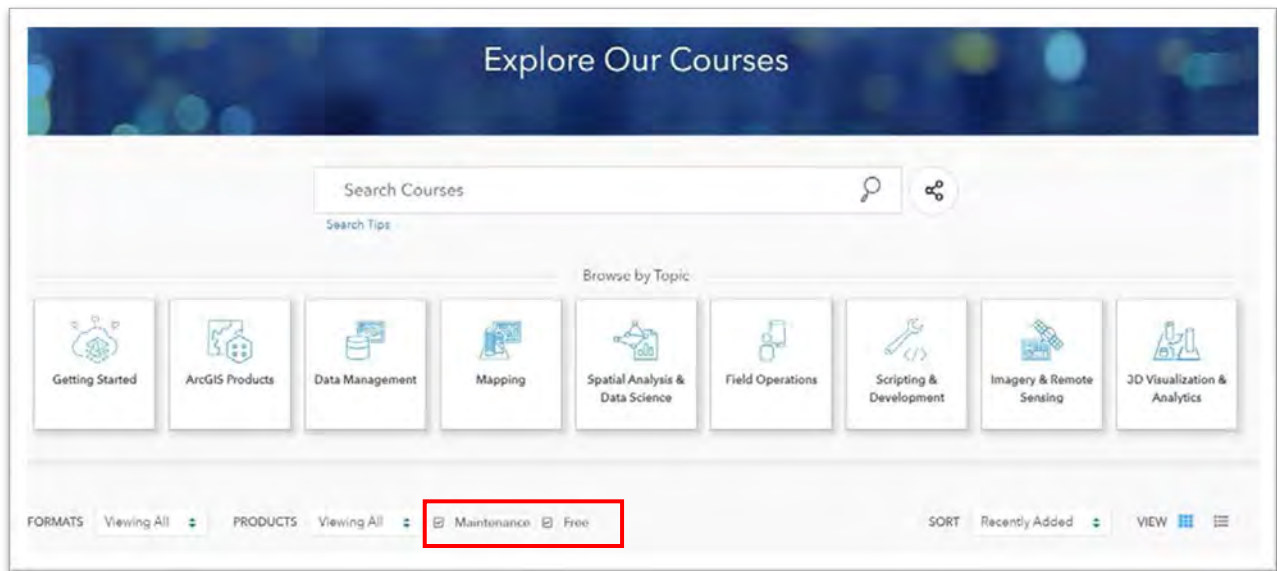 Explore Our Courses
Search Courses
Search Tips
Browse by Topic
Getting Started
ArcGIS Products
Data Management
Mapping
Spatial Analysis &
Data Science
Field Operations
Scripting &
Development
Imagery & Remote
Sensing
3D Visualization &
Analytics
FORMATS Viewing All PRODUCTS Viewing All Maintenance Free SORT Recently Added VIEW